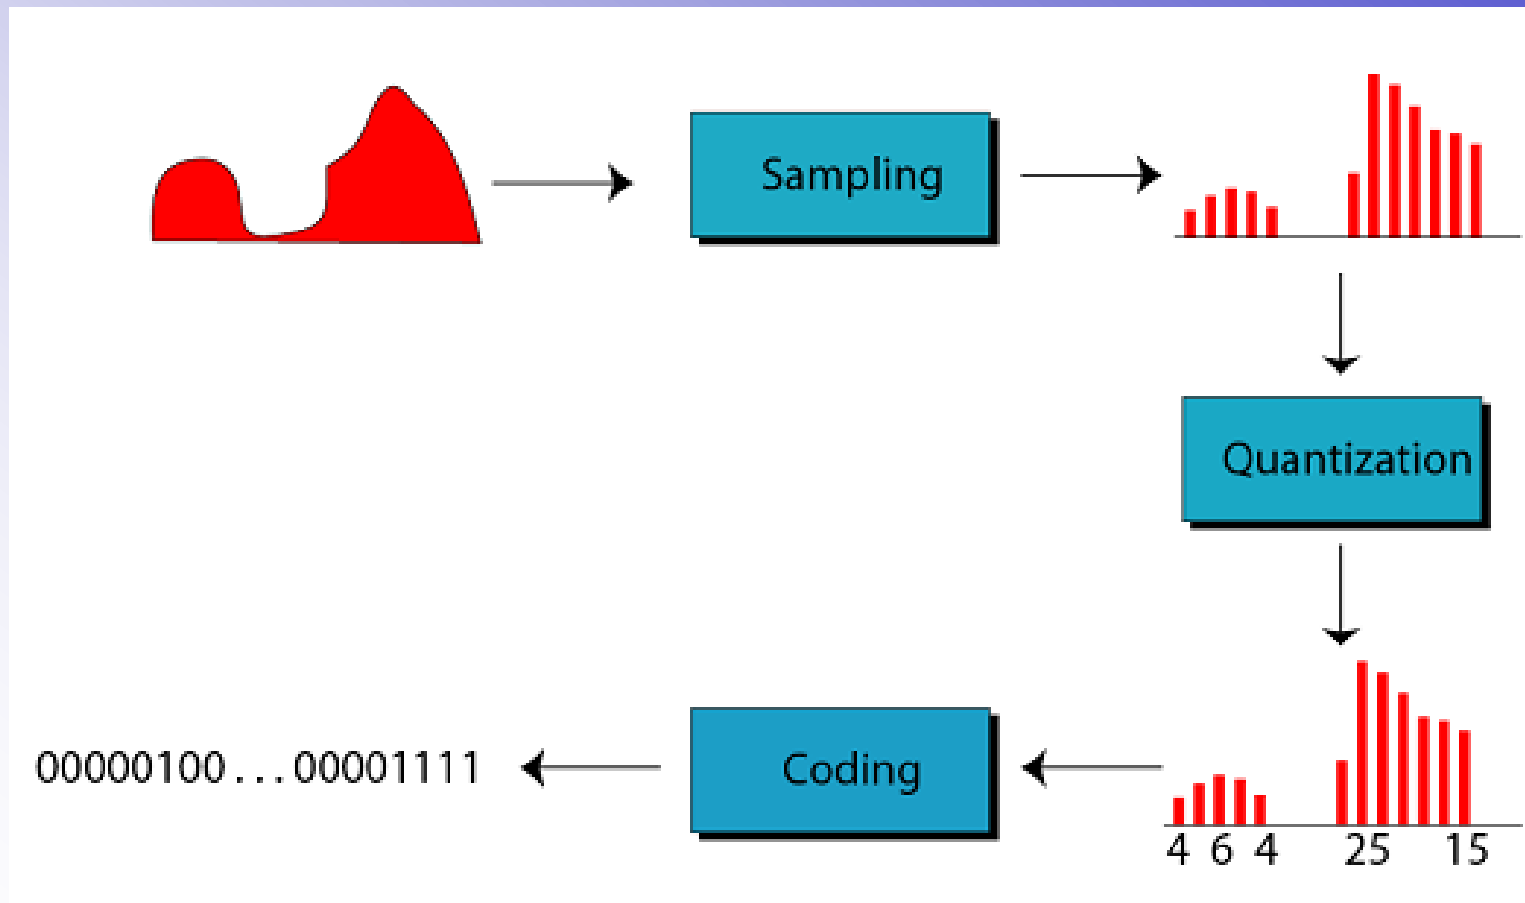 Sampling
Quantization
Coding
00000100 ... 00001111
4 6 4 25 15